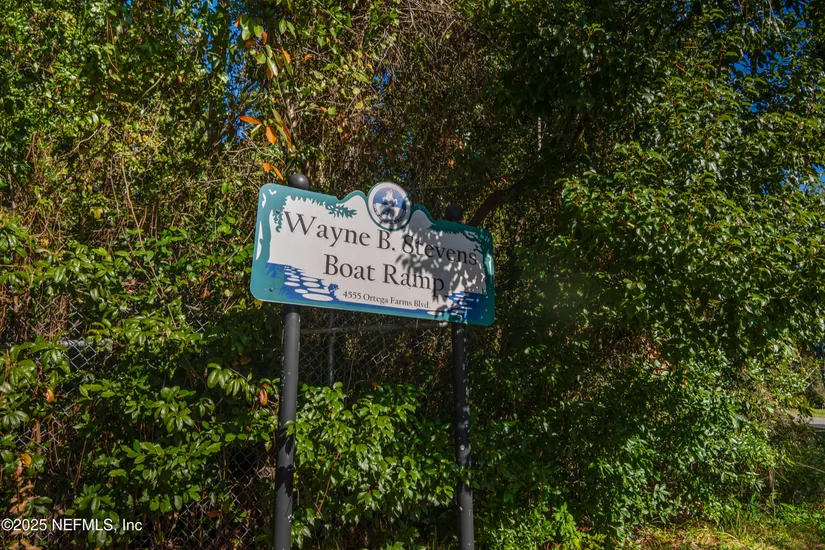 Wayne B. Stevens
Boat Ramp
4555 Ortega Farms Blvd.
©2025 NEFMLS, Inc